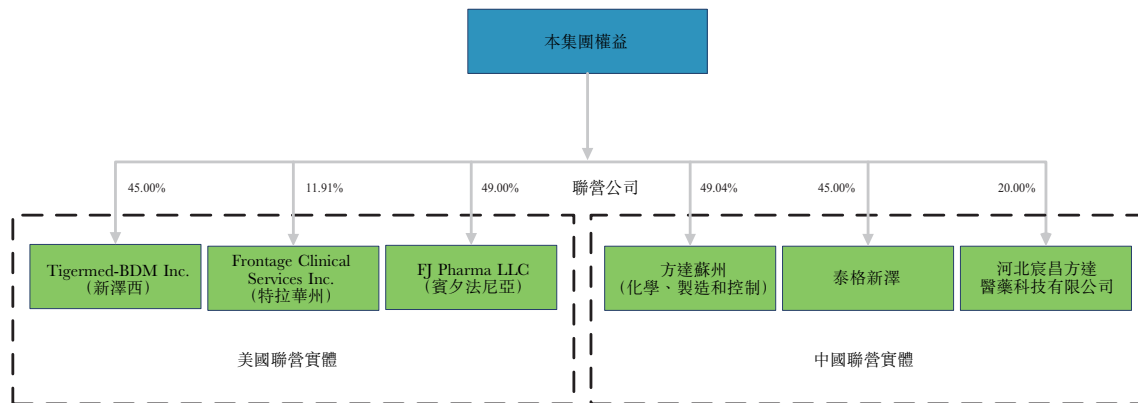 本集團權益
45.00%
11.91%
49.00%
聯營公司
49.04%
45.00%
20.00%
Tigermed-BDM Inc.
（新澤西）
Frontage Clinical
Services Inc.
（特拉華州）
FJ Pharma LLC
（賓夕法尼亞）
方達蘇州
（化學、製造和控制）
泰格新澤
河北宸昌方達
醫藥科技有限公司
美國聯營實體
中國聯營實體